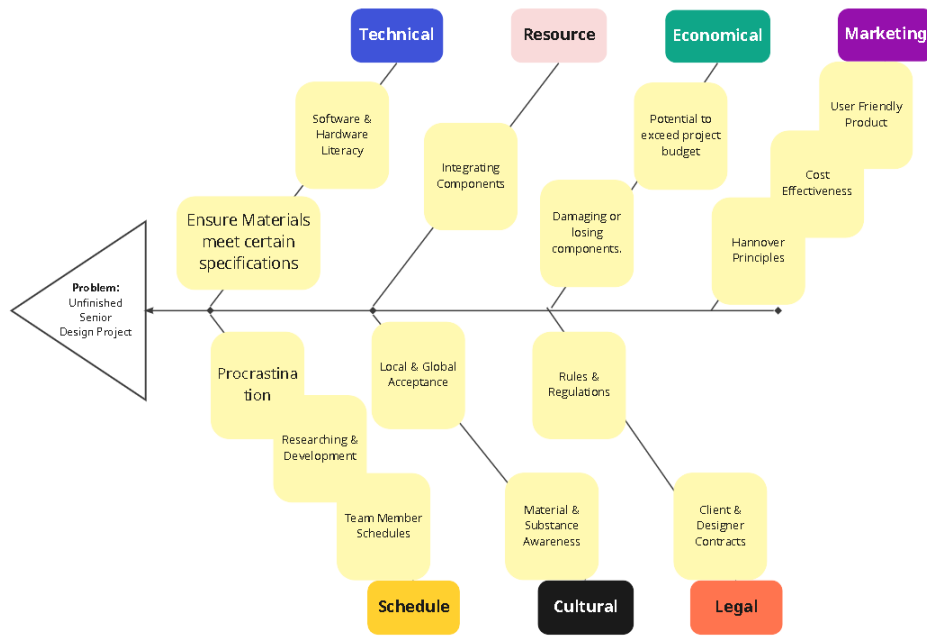 Technical
Resource
Economical
Marketing
Software &
Hardware
Literacy
Integrating
Components
Potential to
exceed project
budget
User Friendly
Product
Cost
Effectiveness
Ensure Materials
meet certain
specifications
Damaging or
losing
components.
Hannover
Principles
Problem:
Unfinished
Senior
Design Project
Procrastina
tion
Local & Global
Acceptance
Rules &
Regulations
Researching &
Development
Team Member
Schedules
Material &
Substance
Awareness
Client &
Designer
Contracts
Schedule
Cultural
Legal